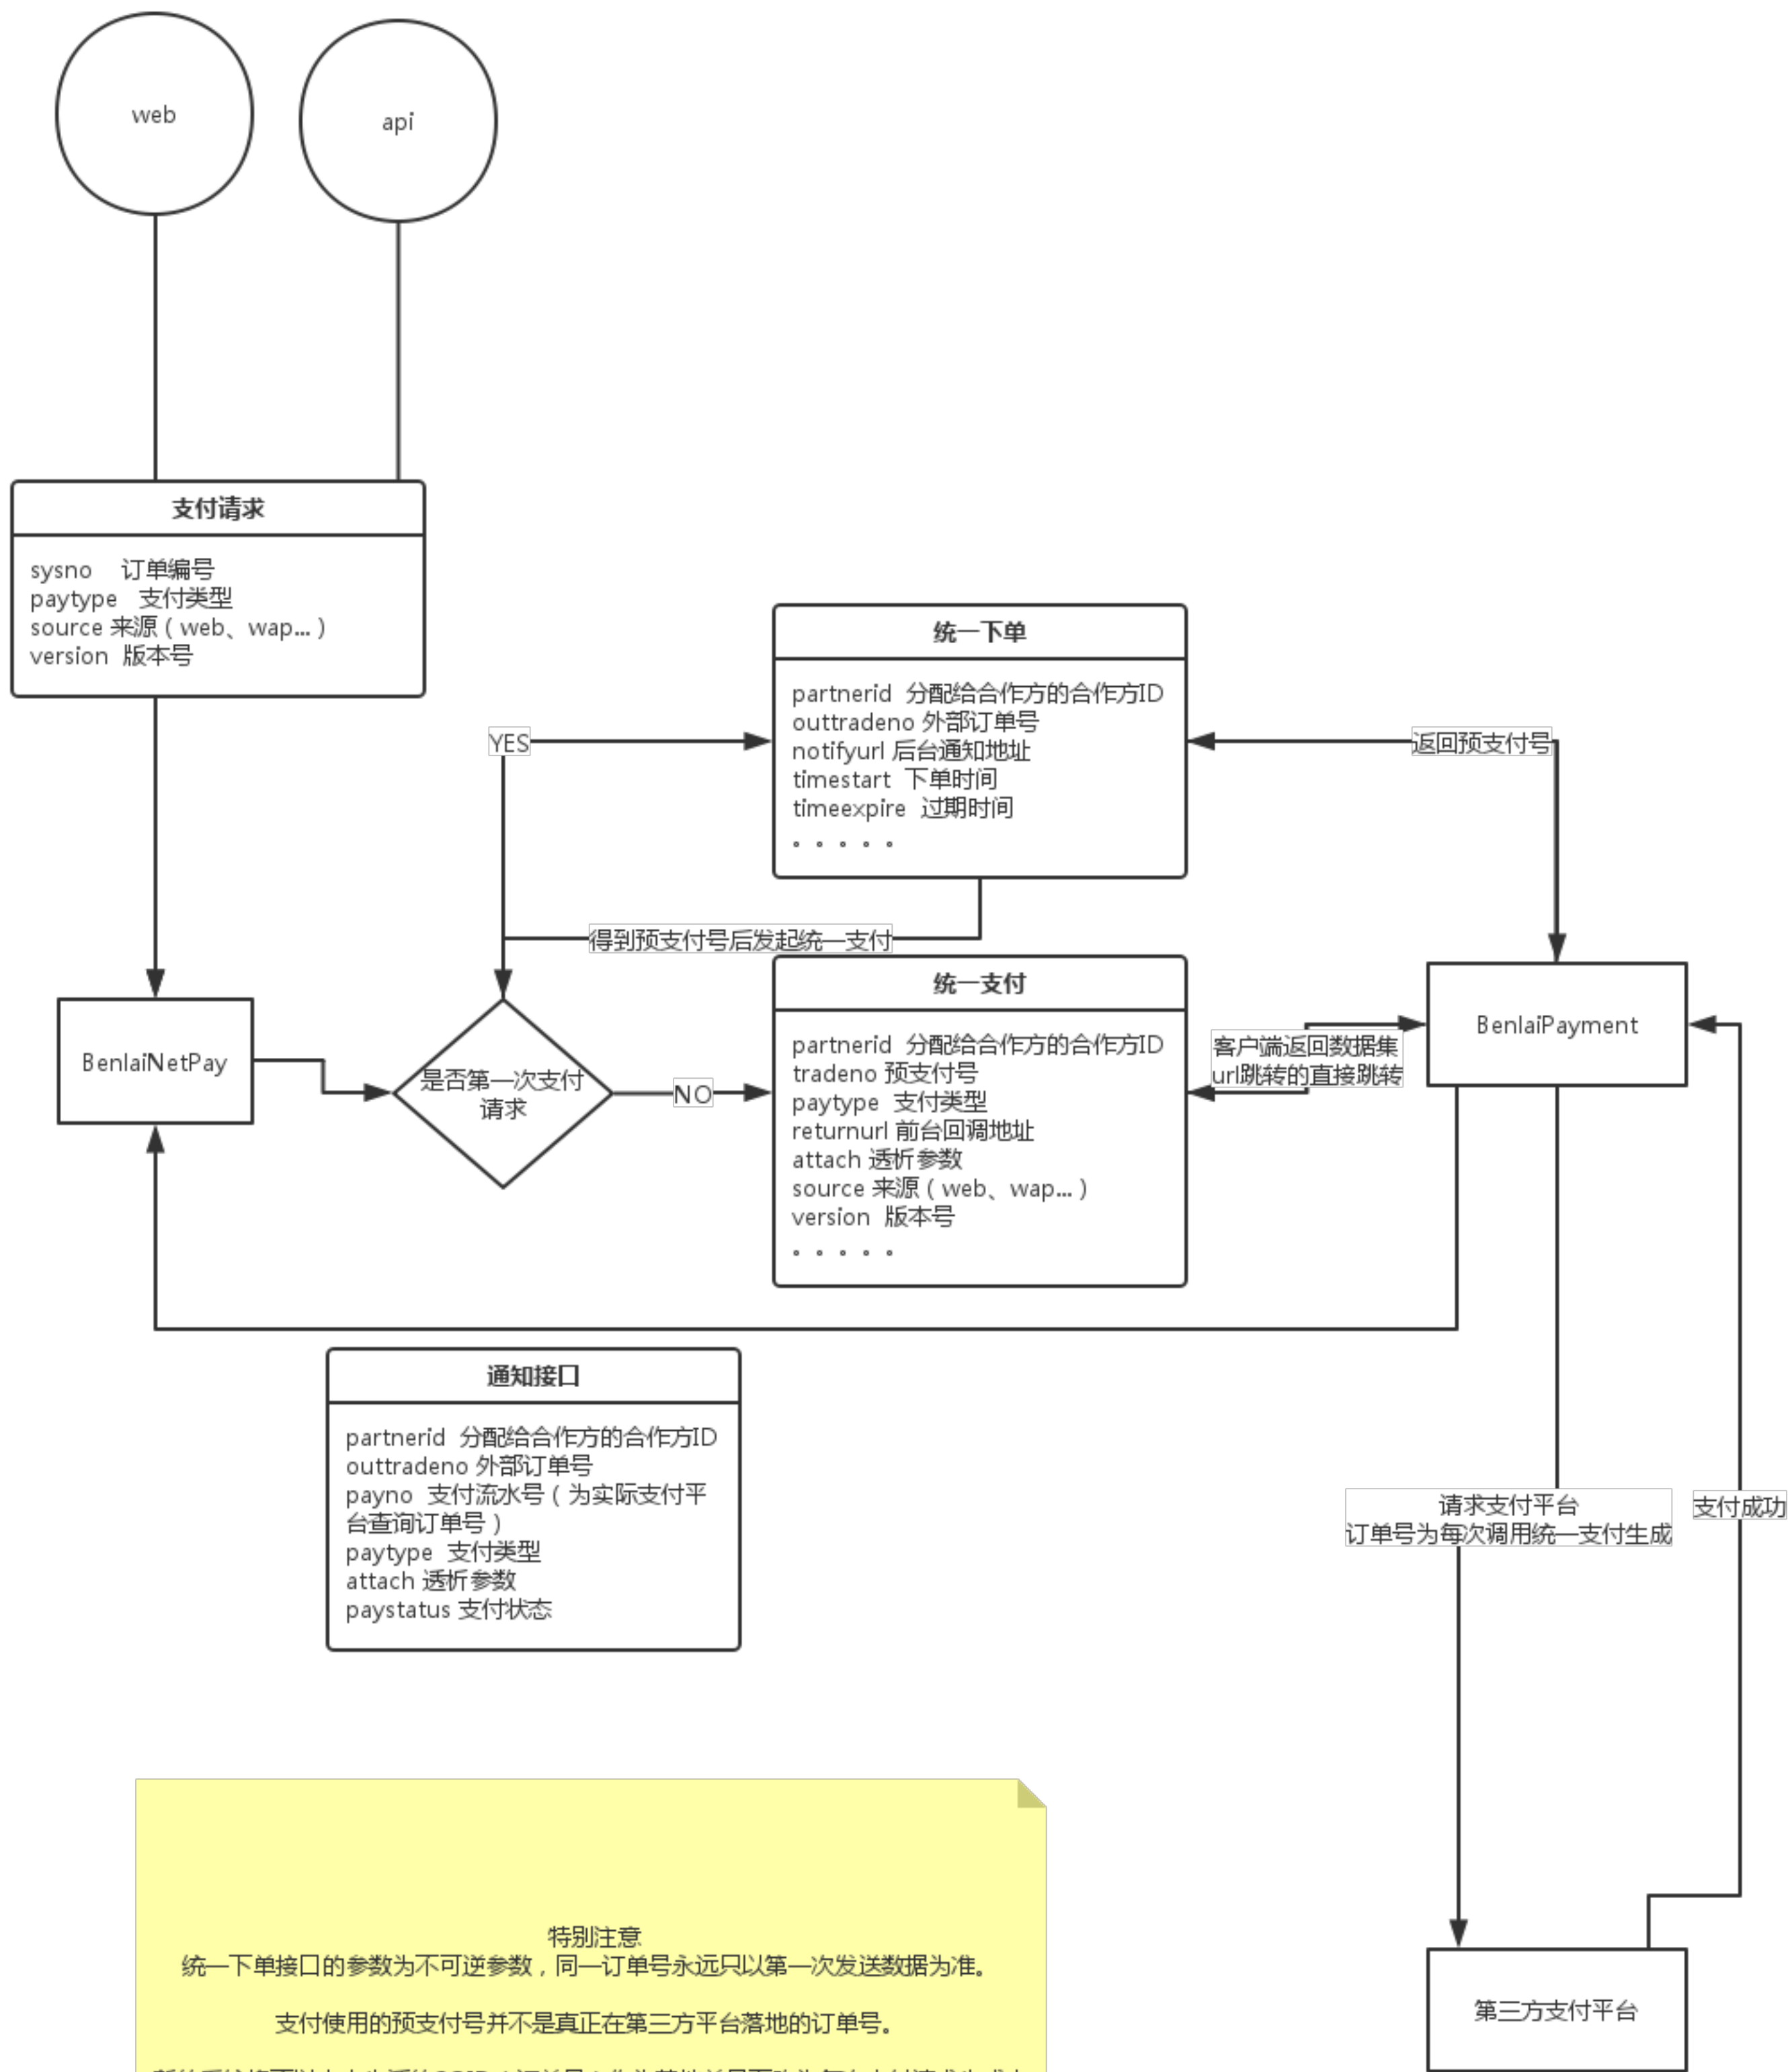 web
api
支付请求
sysno 订单编号
paytype 支付类型
source 来源（web、wap...）
version 版本号
统一下单
partnerid 分配给合作方的合作方ID
outtradeno 外部订单号
notifyurl 后台通知地址
timestart 下单时间
timeexpire 过期时间
。。。。。
YES
返回预支付号
得到预支付号后发起统一支付
统一支付
partnerid 分配给合作方的合作方ID
tradeno 预支付号
paytype 支付类型
returnurl 前台回调地址
attach 透析参数
source 来源（web、wap...）
version 版本号
。。。。。
BenlaiNetPay
是否第一次支付
请求
NO
客户端返回数据集
url跳转的直接跳转
BenlaiPayment
通知接口
partnerid 分配给合作方的合作方ID
outtradeno 外部订单号
payno 支付流水号（为实际支付平
台查询订单号）
paytype 支付类型
attach 透析参数
paystatus 支付状态
请求支付平台
订单号为每次调用统一支付生成
支付成功
特别注意
统一下单接口的参数为不可逆参数，同一订单号永远只以第一次发送数据为准。
支付使用的预支付号并不是真正在第三方平台落地的订单号。
第三方支付平台